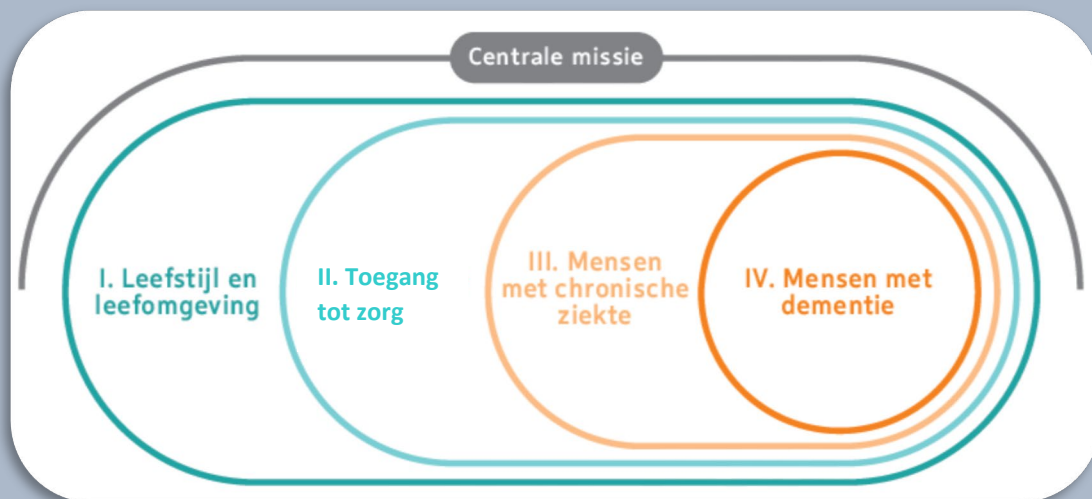 Centrale missie
I. Leefstijl en
leefomgeving
II. Toegang
tot zorg
III. Mensen
met chronische
ziekte
IV. Mensen met
dementie